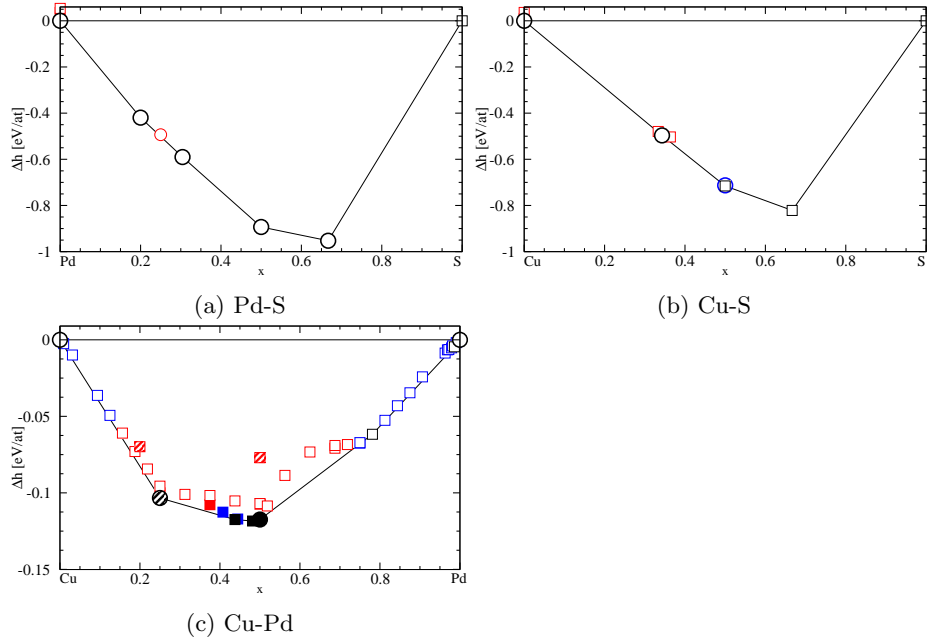 0
-0.2
-0.4
-0.6
-0.8
-1
Δh [eV/at]
Pd 0.2 0.4 0.6 0.8 S
x
(a) Pd-S
0
-0.2
-0.4
-0.6
-0.8
-1
Δh [eV/at]
Cu 0.2 0.4 0.6 0.8 S
x
(b) Cu-S
0
-0.05
-0.1
-0.15
Δh [eV/at]
Cu 0.2 0.4 0.6 0.8 Pd
x
(c) Cu-Pd